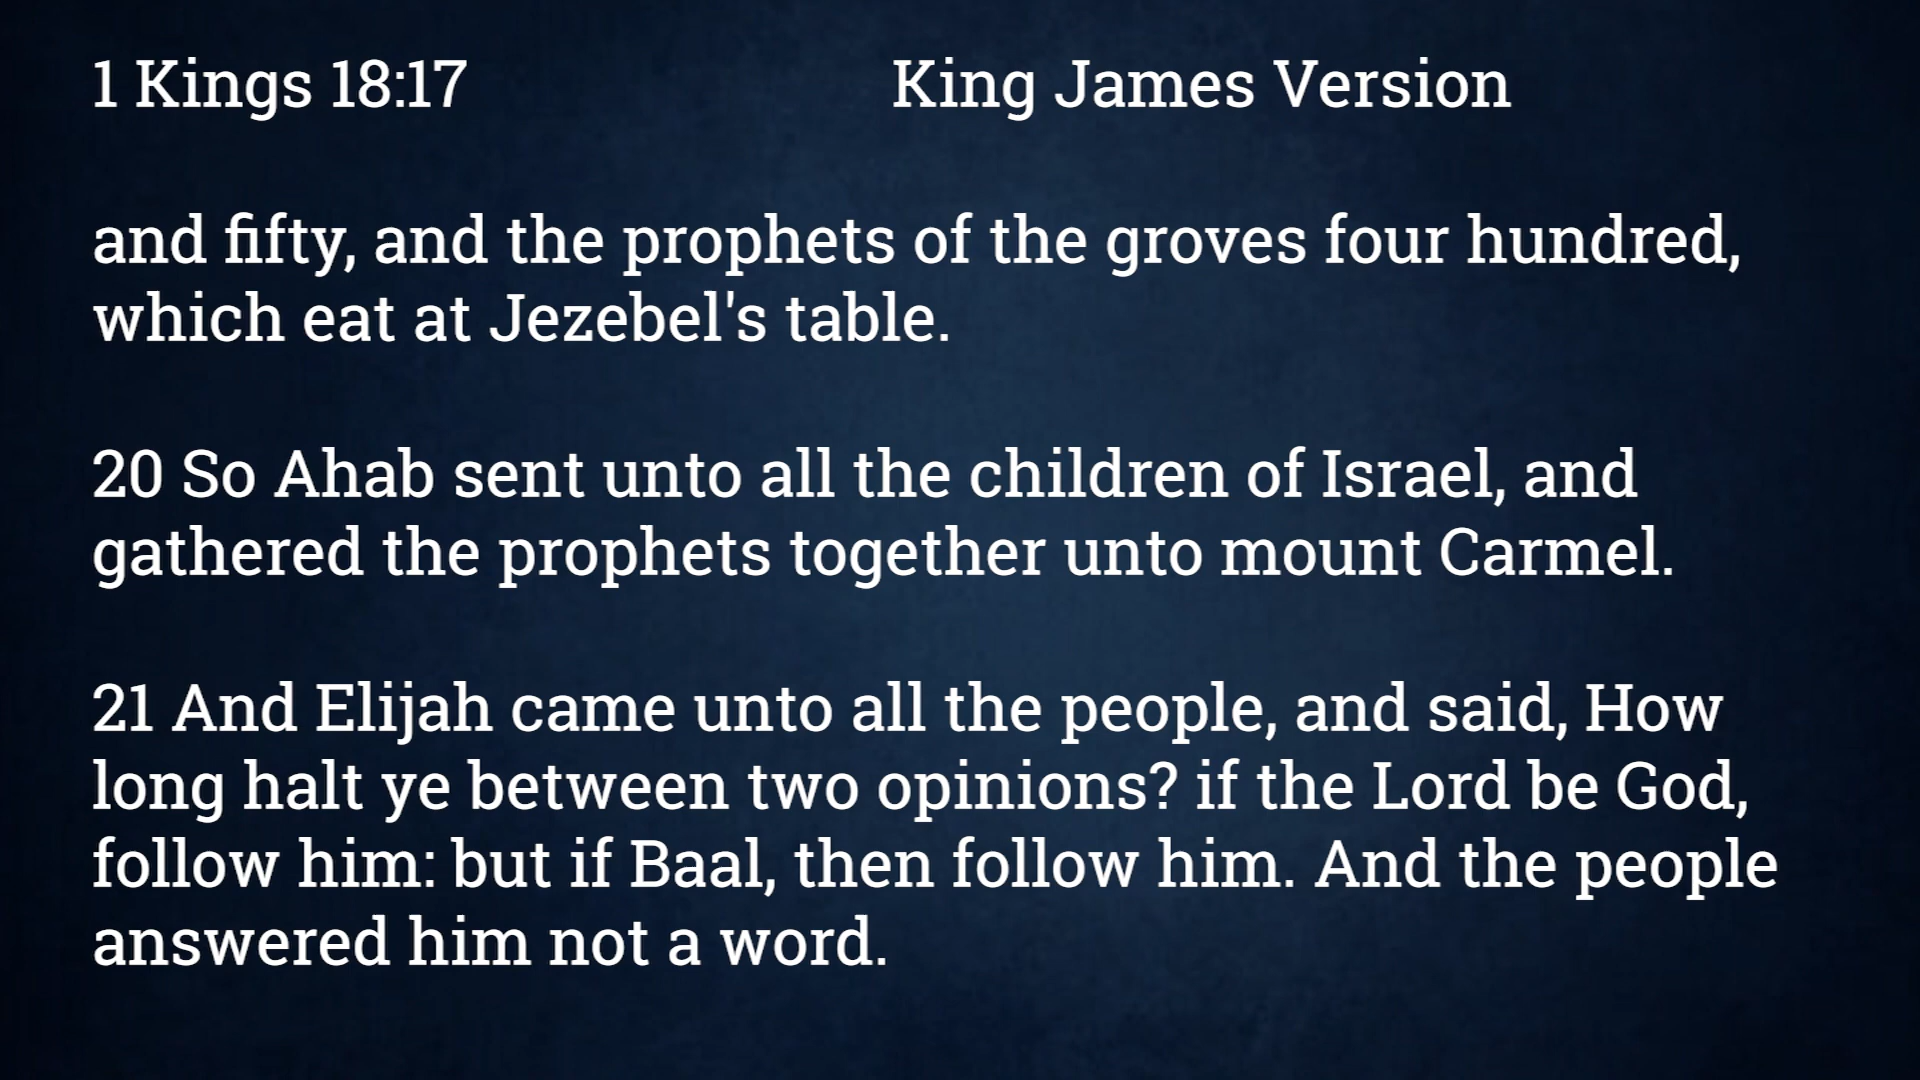 1 Kings 18:17 King James Version
and fifty, and the prophets of the groves four hundred,
which eat at Jezebel's table.
20 So Ahab sent unto all the children of Israel, and
gathered the prophets together unto mount Carmel.
21 And Elijah came unto all the people, and said, How
long halt ye between two opinions? if the Lord be God,
follow him: but if Baal, then follow him. And the people
answered him not a word.